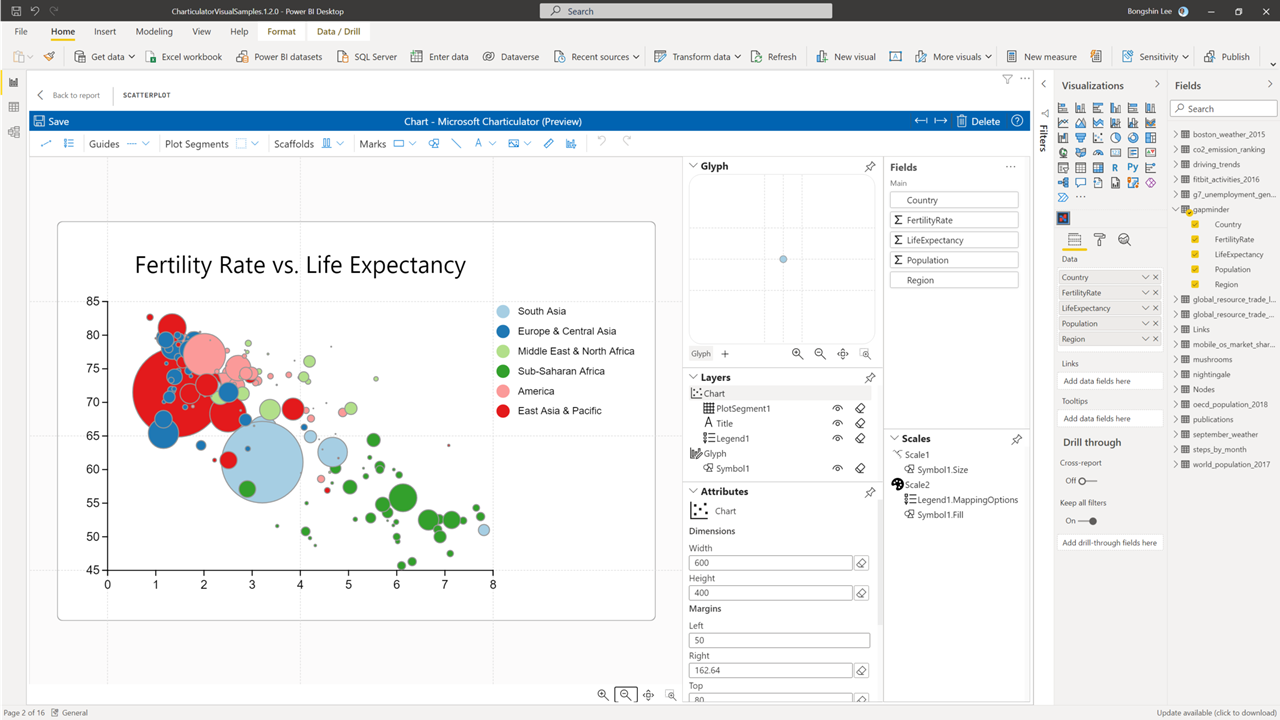 CharticulatorVisualSamples.1.2.0 - Power BI Desktop
Search
Bongshin Lee
File
Home
Insert
Modeling
View
Help
Format
Data / Drill
Get data
Excel workbook
Power BI datasets
SQL Server
Enter data
Dataverse
Recent sources
Transform data
Refresh
New visual
More visuals
New measure
Sensitivity
Publish
Back to report
SCATTERPLOT
Save
Chart - Microsoft Charticulator (Preview)
Delete
Guides
Plot Segments
Scaffolds
Marks
Fertility Rate vs. Life Expectancy
85
80
75
70
65
60
55
50
45
0 1 2 3 4 5 6 7 8
South Asia
Europe & Central Asia
Middle East & North Africa
Sub-Saharan Africa
America
East Asia & Pacific
Glyph
Glyph
Layers
Chart
PlotSegment1
Title
Legend1
Glyph
Symbol1
Attributes
Chart
Dimensions
Width
600
Height
400
Margins
Left
50
Right
162.64
Top
80
Fields
Main
Country
FertilityRate
LifeExpectancy
Population
Region
Scales
Scale1
Symbol1.Size
Scale2
Legend1.MappingOptions
Symbol1.Fill
Filters
Visualizations
R
Py
Data
Country
FertilityRate
LifeExpectancy
Population
Region
Links
Add data fields here
Tooltips
Add data fields here
Drill through
Cross-report
Off
Keep all filters
On
Add drill-through fields here
Fields
Search
boston_weather_2015
co2_emission_ranking
driving_trends
fitbit_activities_2016
g7_unemployment_gen...
gapminder
Country
FertilityRate
LifeExpectancy
Population
Region
global_resource_trade_l...
global_resource_trade_...
Links
mobile_os_market_shar...
mushrooms
nightingale
Nodes
oecd_population_2018
publications
september_weather
steps_by_month
world_population_2017
Page 2 of 16
General
Update available (click to download)